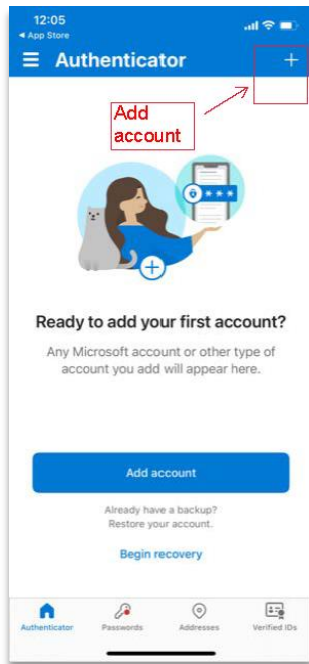 12:05
◀ App Store
Authenticator
Add
account
* * *
Ready to add your first account?
Any Microsoft account or other type of
account you add will appear here.
Add account
Already have a backup?
Restore your account.
Begin recovery
Authenticator Passwords Addresses Verified IDs